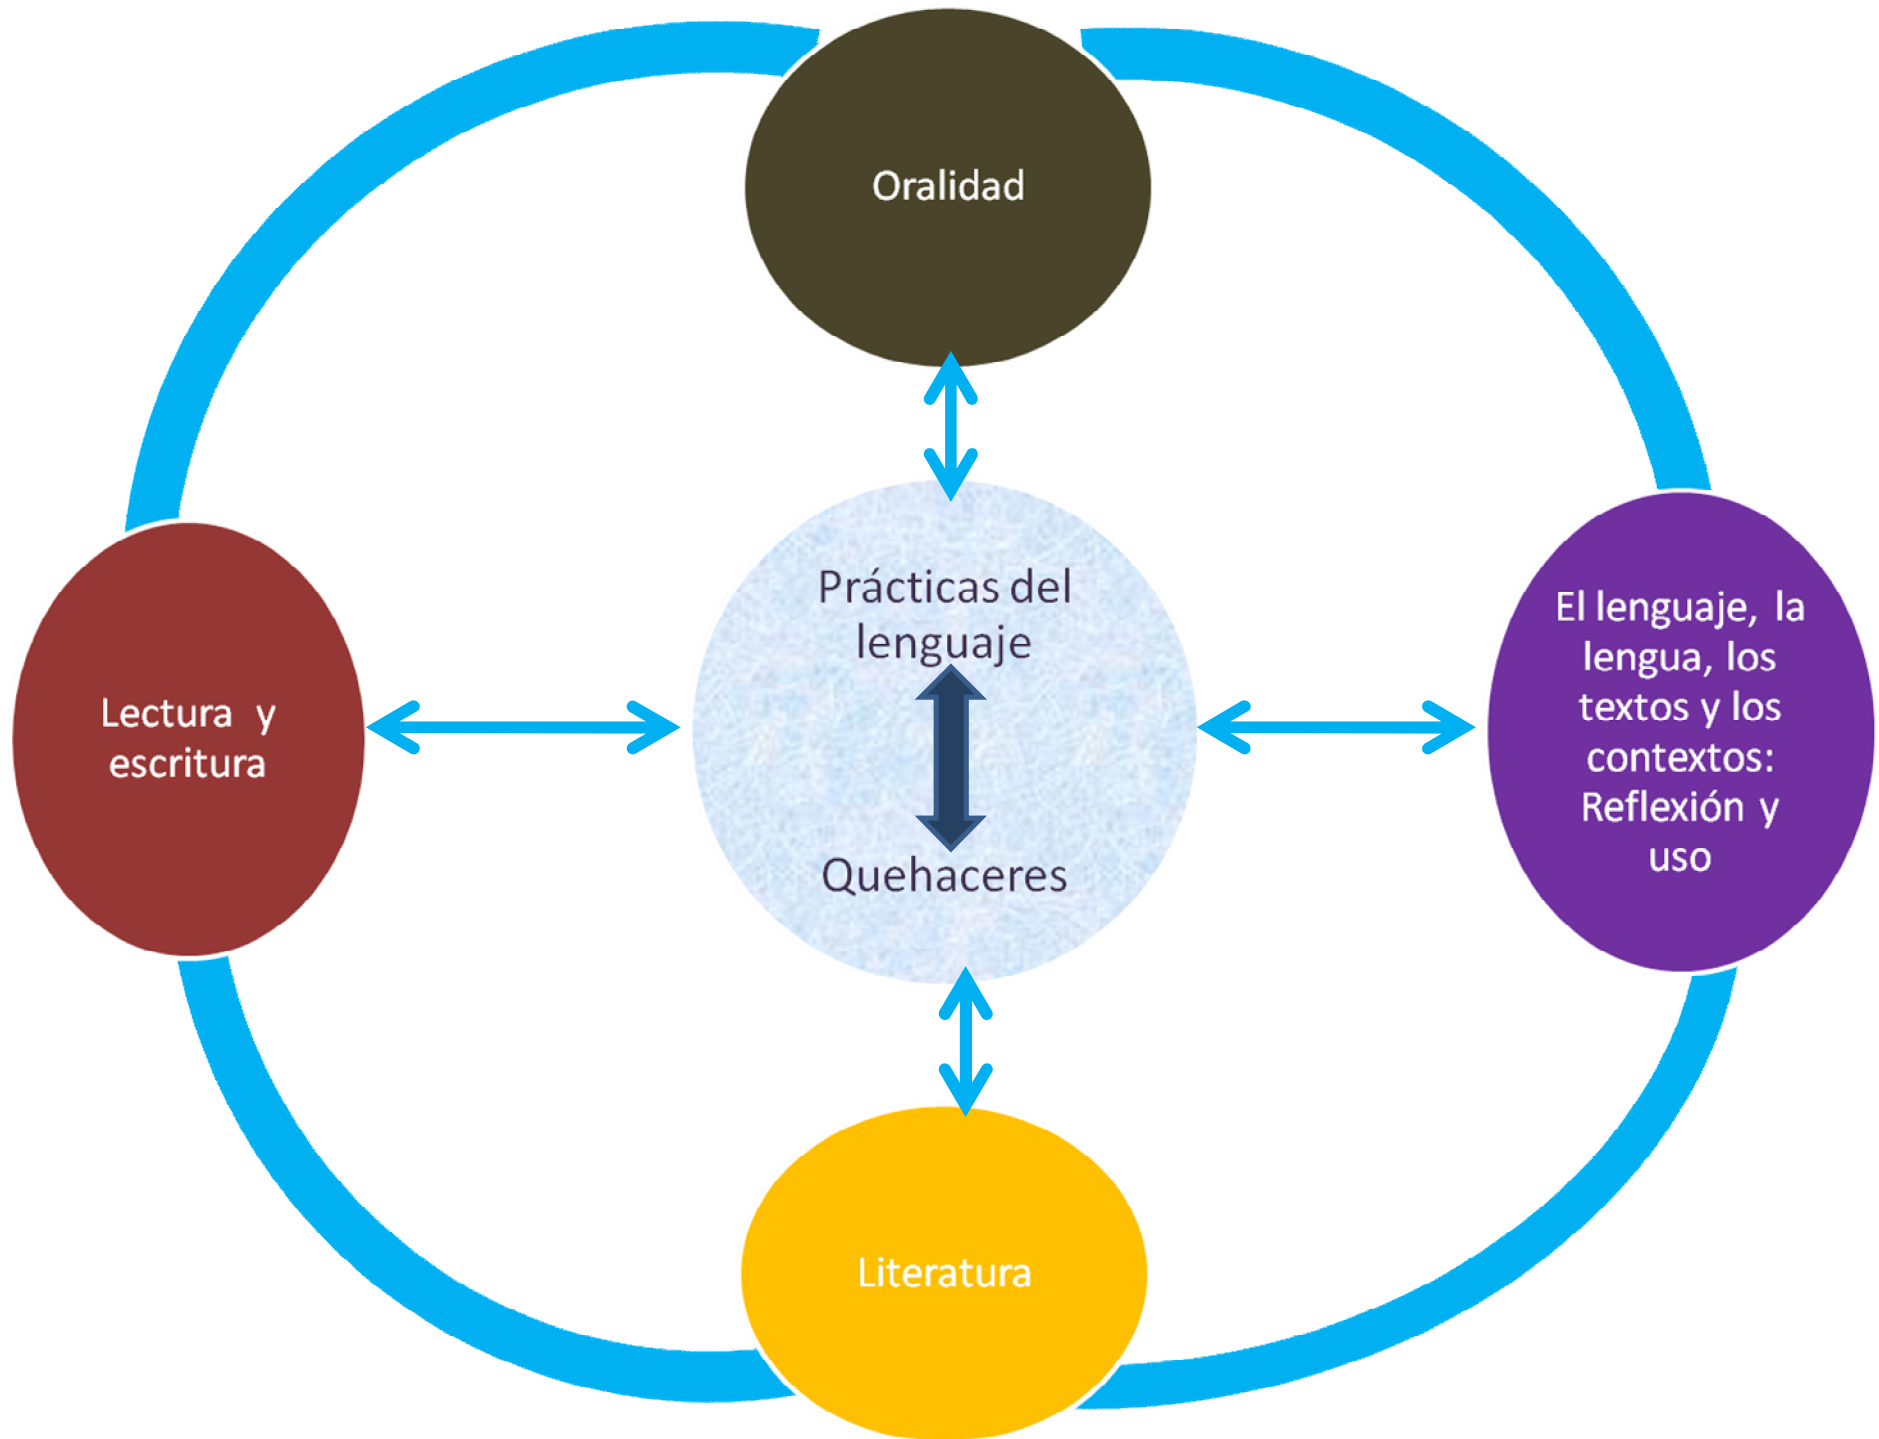 Oralidad
Prácticas del
lenguaje
Quehaceres
Lectura y
escritura
El lenguaje, la
lengua, los
textos y los
contextos:
Reflexión y
uso
Literatura